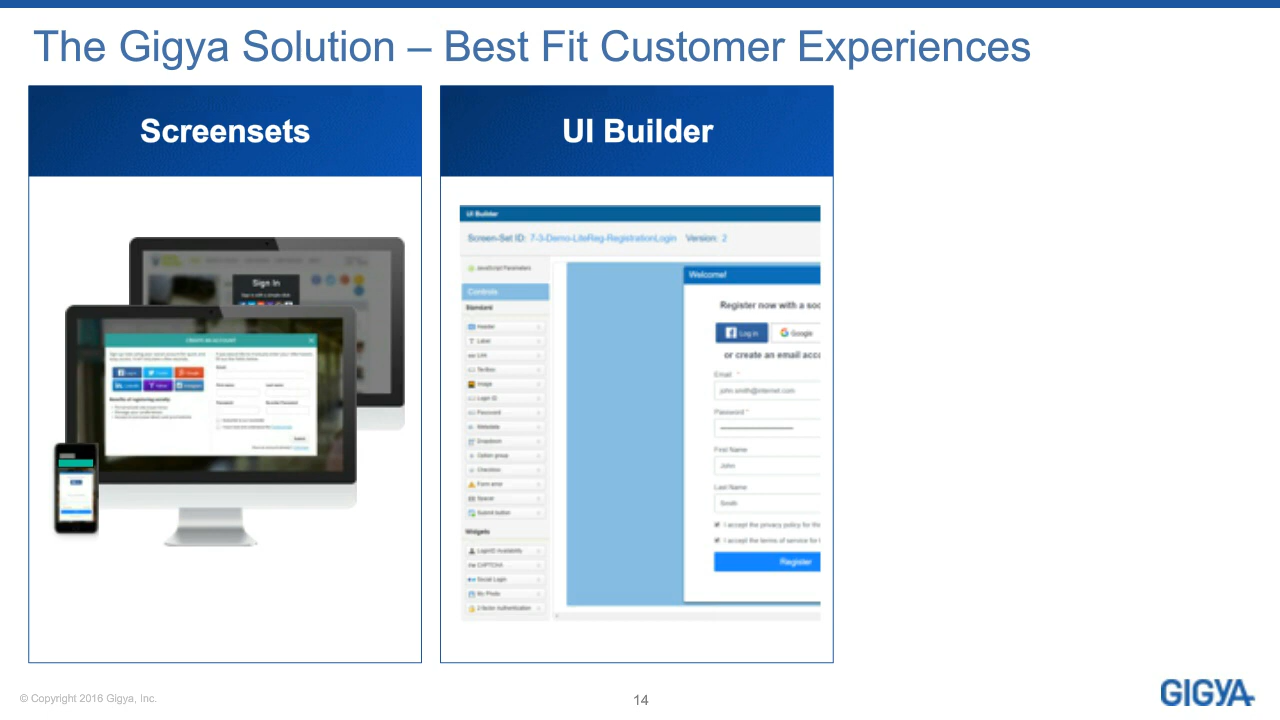 The Gigya Solution – Best Fit Customer Experiences
Screensets
Sign In
UI Builder
UI Builder
Screen-Set ID: 7-3-Demo-LiteReg-RegistrationLogin Version: 2
JavaScript Parameters
Controls
Standard
Header
Label
Link
Textbox
Image
Login ID
Password
Metadata
Dropdown
Option group
Checkbox
Form error
Spacer
Submit button
Widgets
LoginID Availability
CAPTCHA
Social Login
My Photo
2 factor Authentication
Welcome!
Register now with a soc
Log In
Google
or create an email acc
Email *
john.smith@internet.com
Password *
First Name
John
Last Name
Smith
I accept the privacy policy for the
I accept the terms of service for t
Register
© Copyright 2016 Gigya, Inc.
14
GIGYA